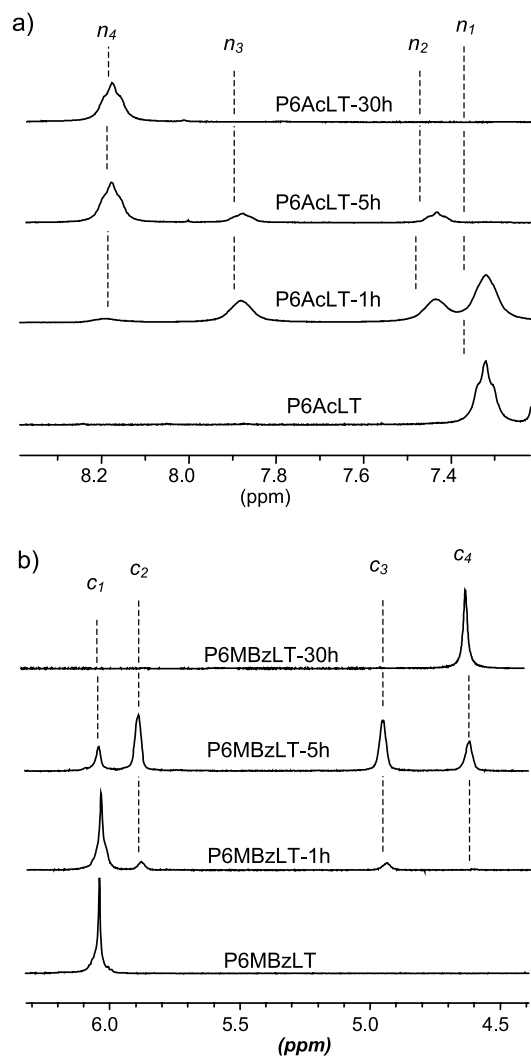 a)
n4 n3 n2 n1
P6AcLT-30h
P6AcLT-5h
P6AcLT-1h
P6AcLT
8.2 8.0 7.8 7.6 7.4
(ppm)
b)
c1 c2 c3 c4
P6MBzLT-30h
P6MBzLT-5h
P6MBzLT-1h
P6MBzLT
6.0 5.5 5.0 4.5
(ppm)